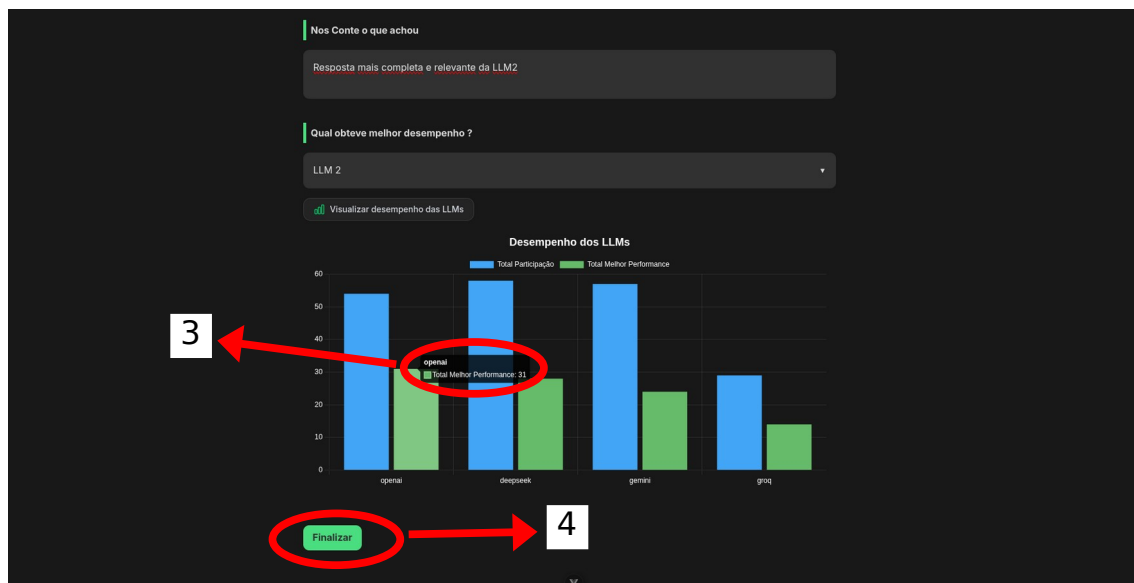 Nos Conte o que achou
Resposta mais completa e relevante da LLM2
Qual obteve melhor desempenho ?
LLM 2
Visualizar desempenho das LLMs
Desempenho dos LLMs
Total Participação Total Melhor Performance
60
50
40
30
20
10
0
3
openai
Total Melhor Performance: 31
openai deepseek gemini groq
Finalizar
4